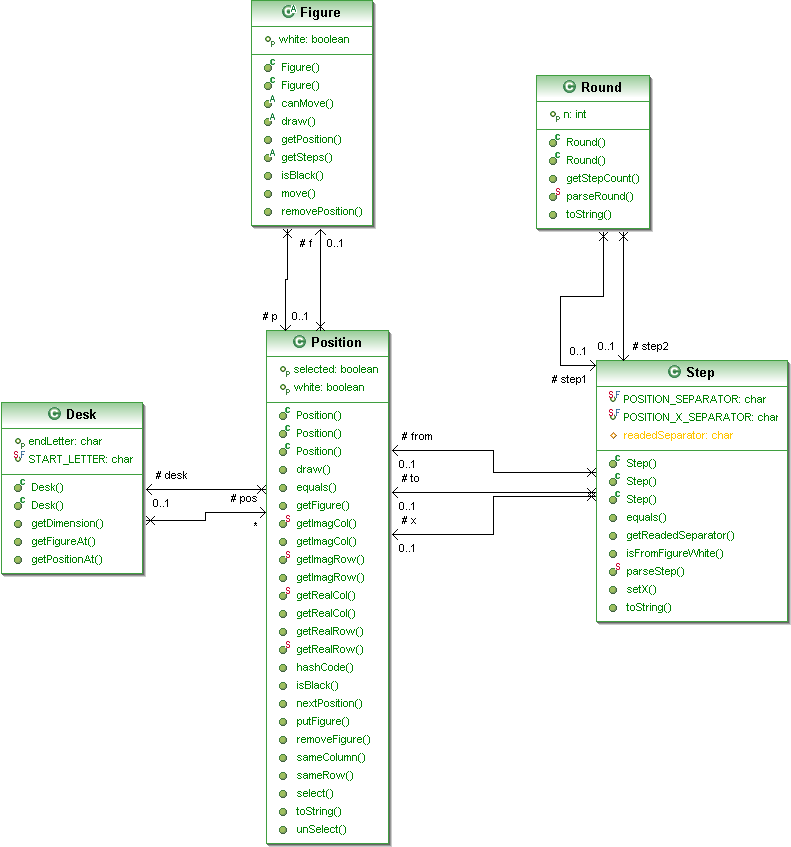 Figure
white: boolean
Figure()
Figure()
canMove()
draw()
getPosition()
getSteps()
isBlack()
move()
removePosition()
Round
n: int
Round()
Round()
getStepCount()
parseRound()
toString()
# f
0..1
# p
0..1
0..1
# step2
0..1
# step1
Position
selected: boolean
white: boolean
Position()
Position()
Position()
draw()
equals()
getFigure()
getImagCol()
getImagCol()
getImagRow()
getImagRow()
getRealCol()
getRealCol()
getRealRow()
getRealRow()
hashCode()
isBlack()
nextPosition()
putFigure()
removeFigure()
sameColumn()
sameRow()
select()
toString()
unSelect()
Desk
endLetter: char
START_LETTER: char
Desk()
Desk()
getDimension()
getFigureAt()
getPositionAt()
# desk
0..1
# pos
*
# from
0..1
# to
0..1
# x
0..1
Step
POSITION_SEPARATOR: char
POSITION_X_SEPARATOR: char
readedSeparator: char
Step()
Step()
Step()
equals()
getReadedSeparator()
isFromFigureWhite()
parseStep()
setX()
toString()